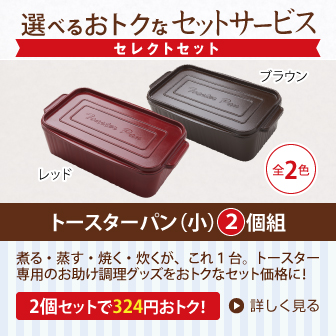 選べるおトクなセットサービス
セレクトセット
ブラウン
レッド
Toaster Pan
Toaster Pan
全2色
トースターパン(小)2個組
煮る・蒸す・焼く・炊くが、これ1台。トースター
専用のお助け調理グッズをおトクなセット価格に!
2個セットで324円おトク!
詳しく見る